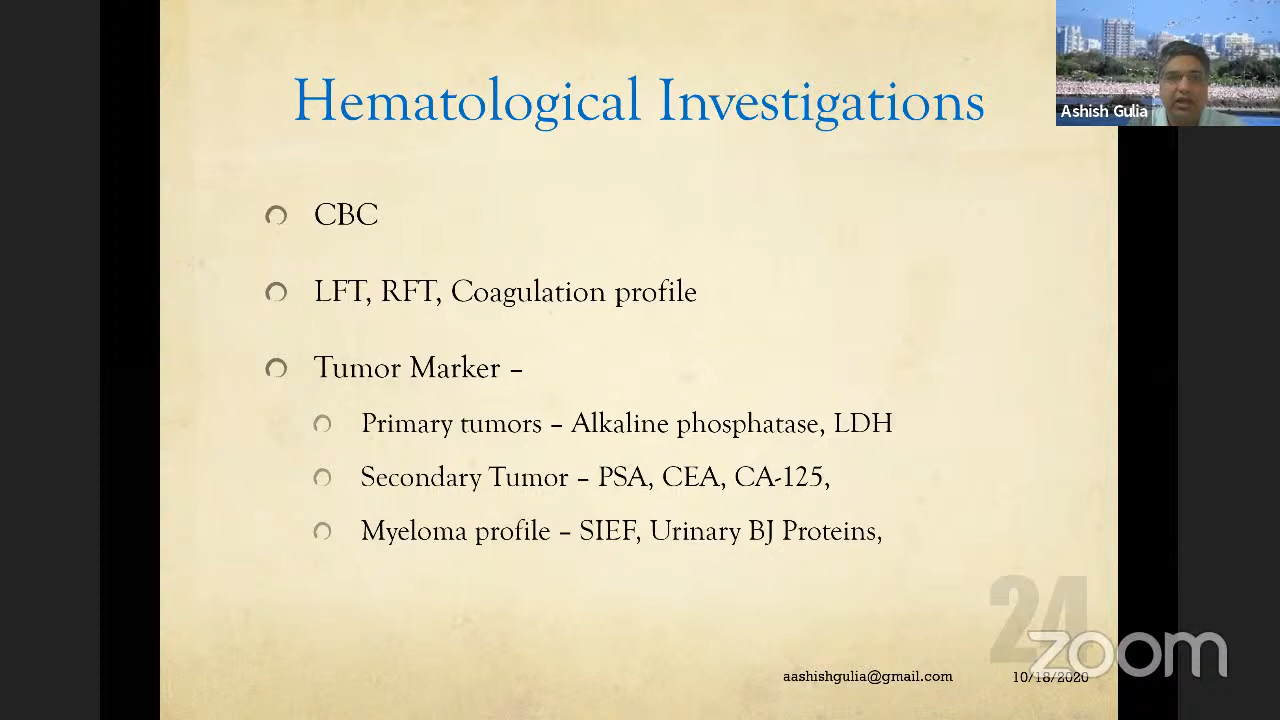 Hematological Investigations
Ashish Gulia
CBC
LFT, RFT, Coagulation profile
Tumor Marker –
Primary tumors – Alkaline phosphatase, LDH
Secondary Tumor – PSA, CEA, CA-125,
Myeloma profile – SIEF, Urinary BJ Proteins,
24
zoom
aashishgulia@gmail.com
10/18/2020